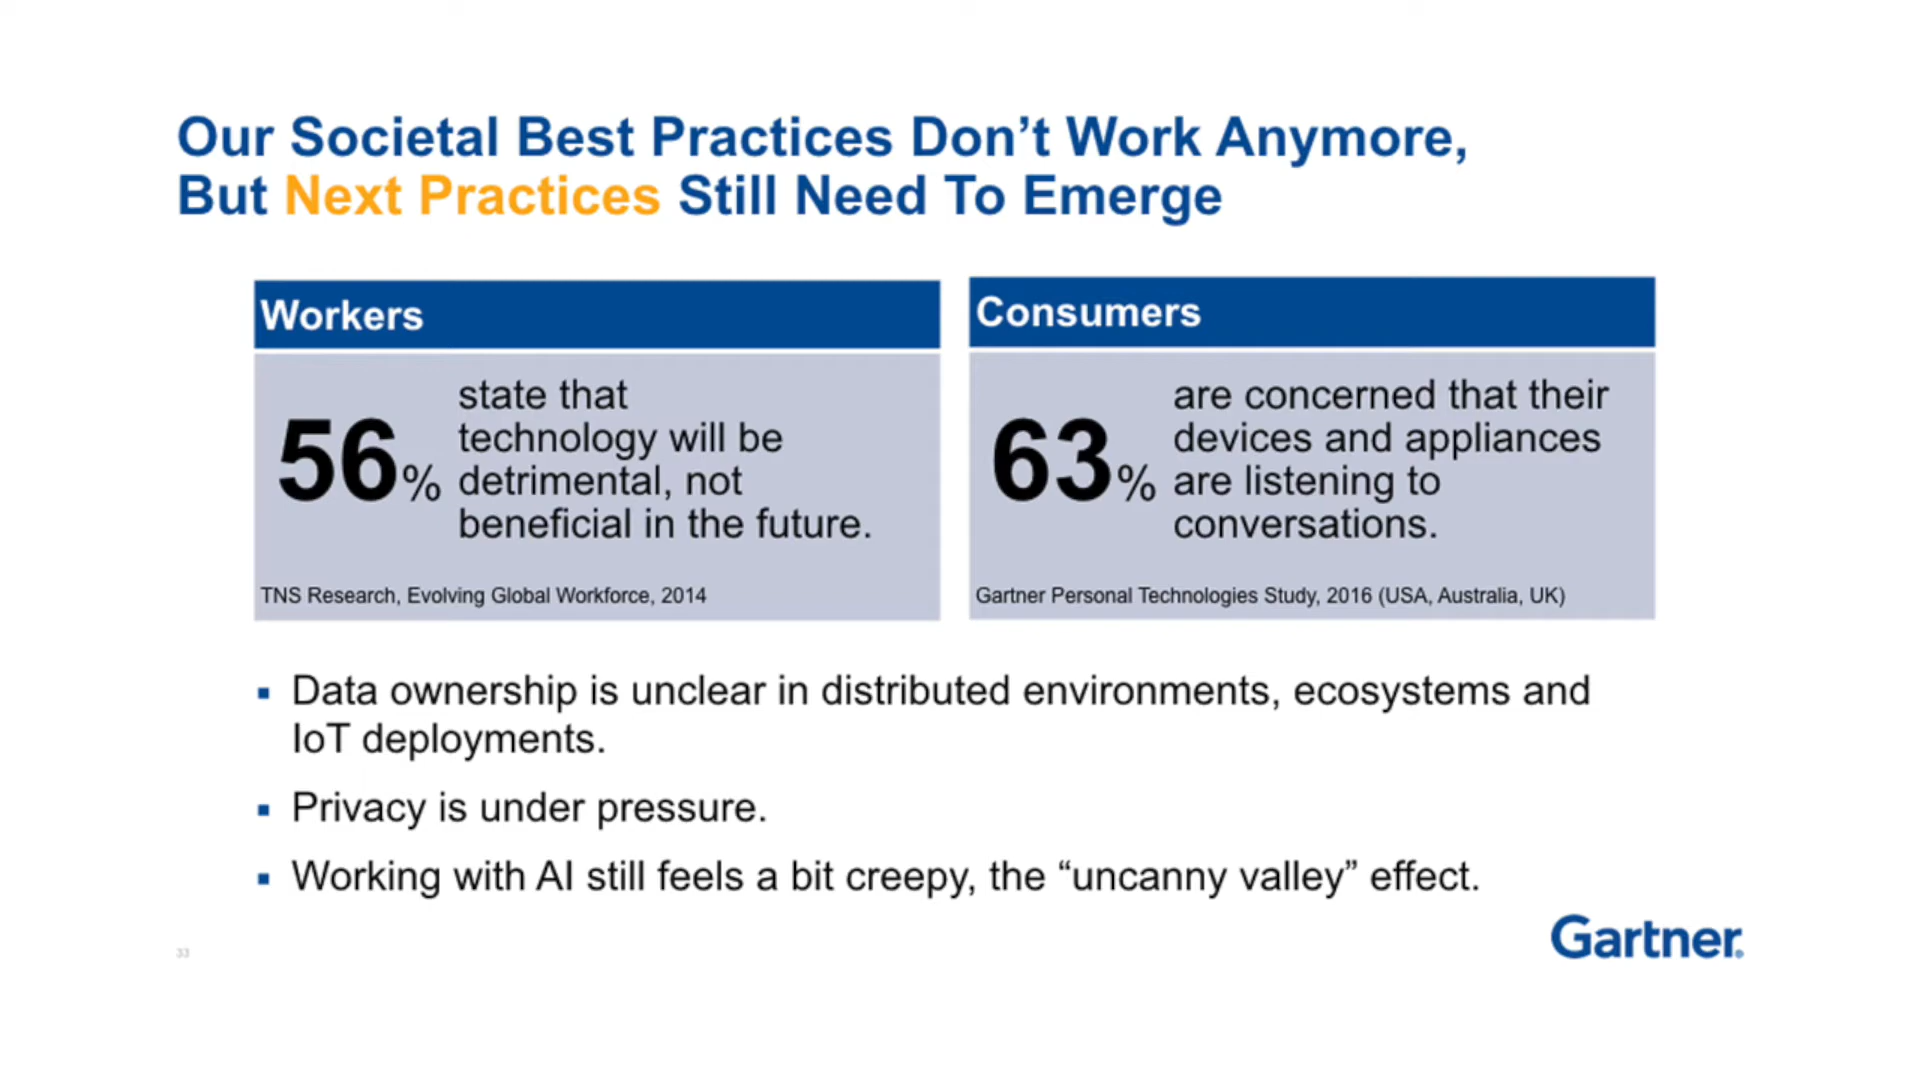 Our Societal Best Practices Don’t Work Anymore,
But Next Practices Still Need To Emerge
Workers
56%
state that
technology will be
detrimental, not
beneficial in the future.
TNS Research, Evolving Global Workforce, 2014
Consumers
63%
are concerned that their
devices and appliances
are listening to
conversations.
Gartner Personal Technologies Study, 2016 (USA, Australia, UK)
▪ Data ownership is unclear in distributed environments, ecosystems and
IoT deployments.
▪ Privacy is under pressure.
▪ Working with AI still feels a bit creepy, the “uncanny valley” effect.
33
Gartner®